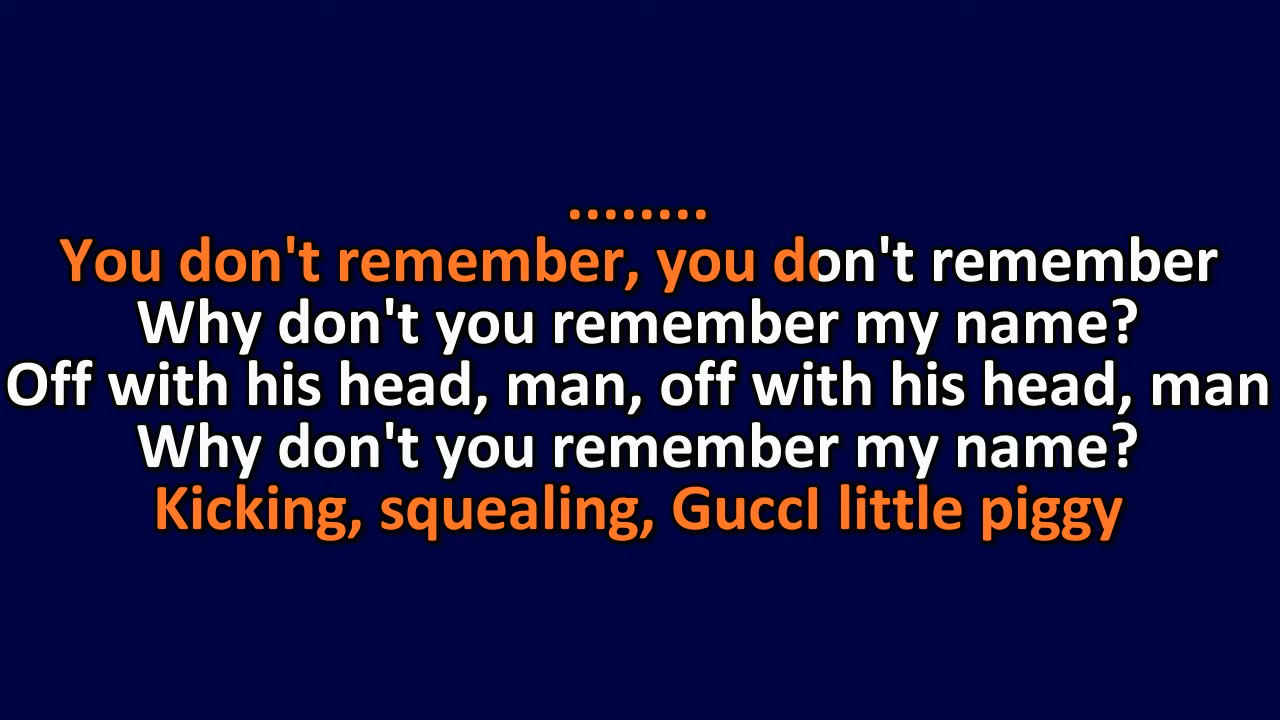 ........
You don't remember, you don't remember
Why don't you remember my name?
Off with his head, man, off with his head, man
Why don't you remember my name?
Kicking, squealing, GuccI little piggy